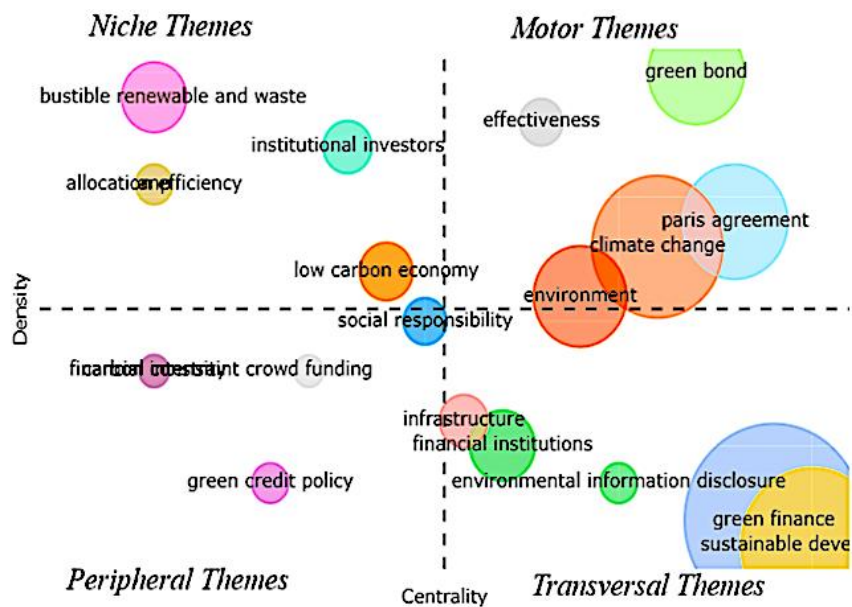 Niche Themes
Motor Themes
green bond
bustible renewable and waste
effectiveness
institutional investors
allocation efficiency
paris agreement
climate change
low carbon economy
environment
Density
social responsibility
crowd funding
infrastructure
financial institutions
green credit policy
environmental information disclosure
green finance
sustainable deve
Peripheral Themes
Centrality
Transversal Themes